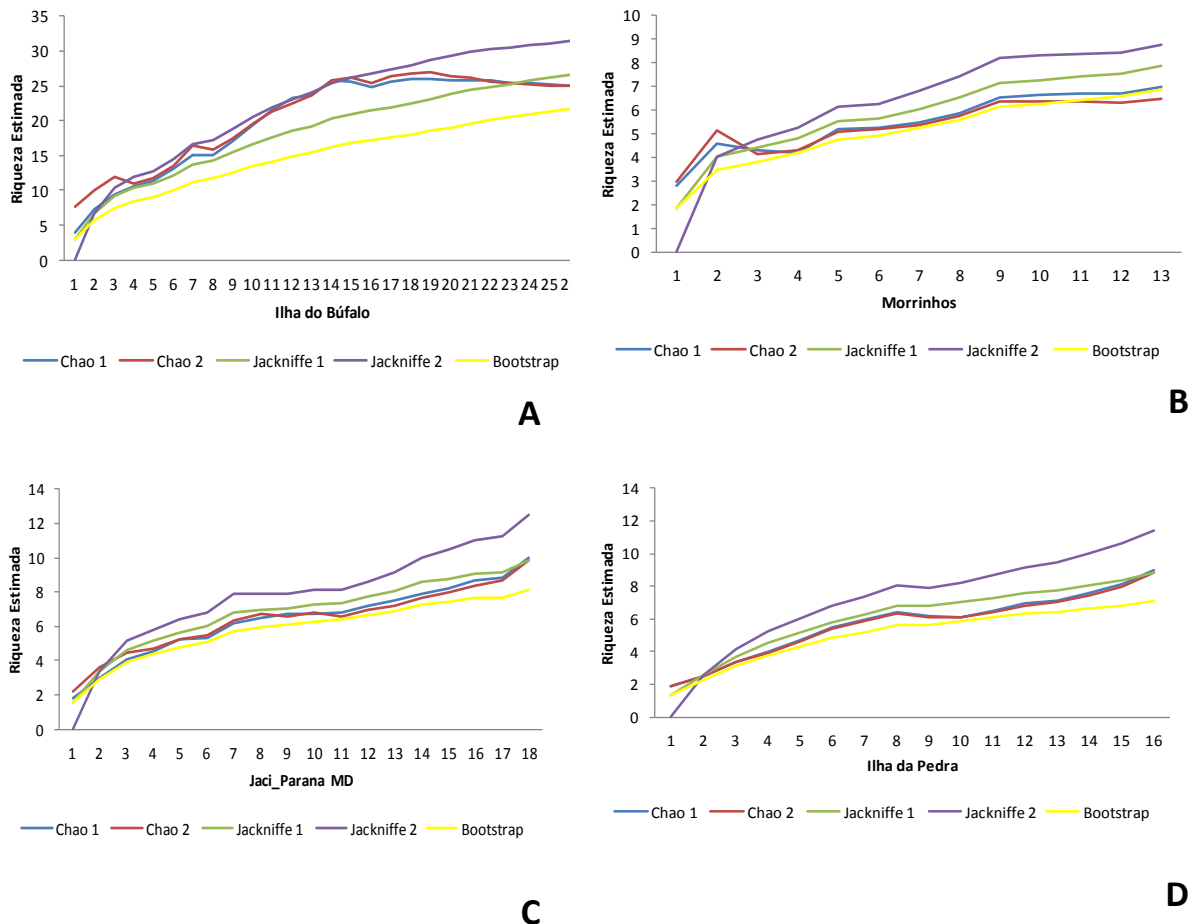 35
30
25
20
15
10
5
0
Riqueza Estimada
1 2 3 4 5 6 7 8 9 10 11 12 13 14 15 16 17 18 19 20 21 22 23 24 25 2
Ilha do Búfalo
Chao 1 Chao 2 Jackniffe 1 Jackniffe 2 Bootstrap
A
10
9
8
7
6
5
4
3
2
1
0
Riqueza Estimada
1 2 3 4 5 6 7 8 9 10 11 12 13
Morrinhos
Chao 1 Chao 2 Jackniffe 1 Jackniffe 2 Bootstrap
B
14
12
10
8
6
4
2
0
Riqueza Estimada
1 2 3 4 5 6 7 8 9 10 11 12 13 14 15 16 17 18
Jaci_Parana MD
Chao 1 Chao 2 Jackniffe 1 Jackniffe 2 Bootstrap
C
14
12
10
8
6
4
2
0
Riqueza Estimada
1 2 3 4 5 6 7 8 9 10 11 12 13 14 15 16
Ilha da Pedra
Chao 1 Chao 2 Jackniffe 1 Jackniffe 2 Bootstrap
D